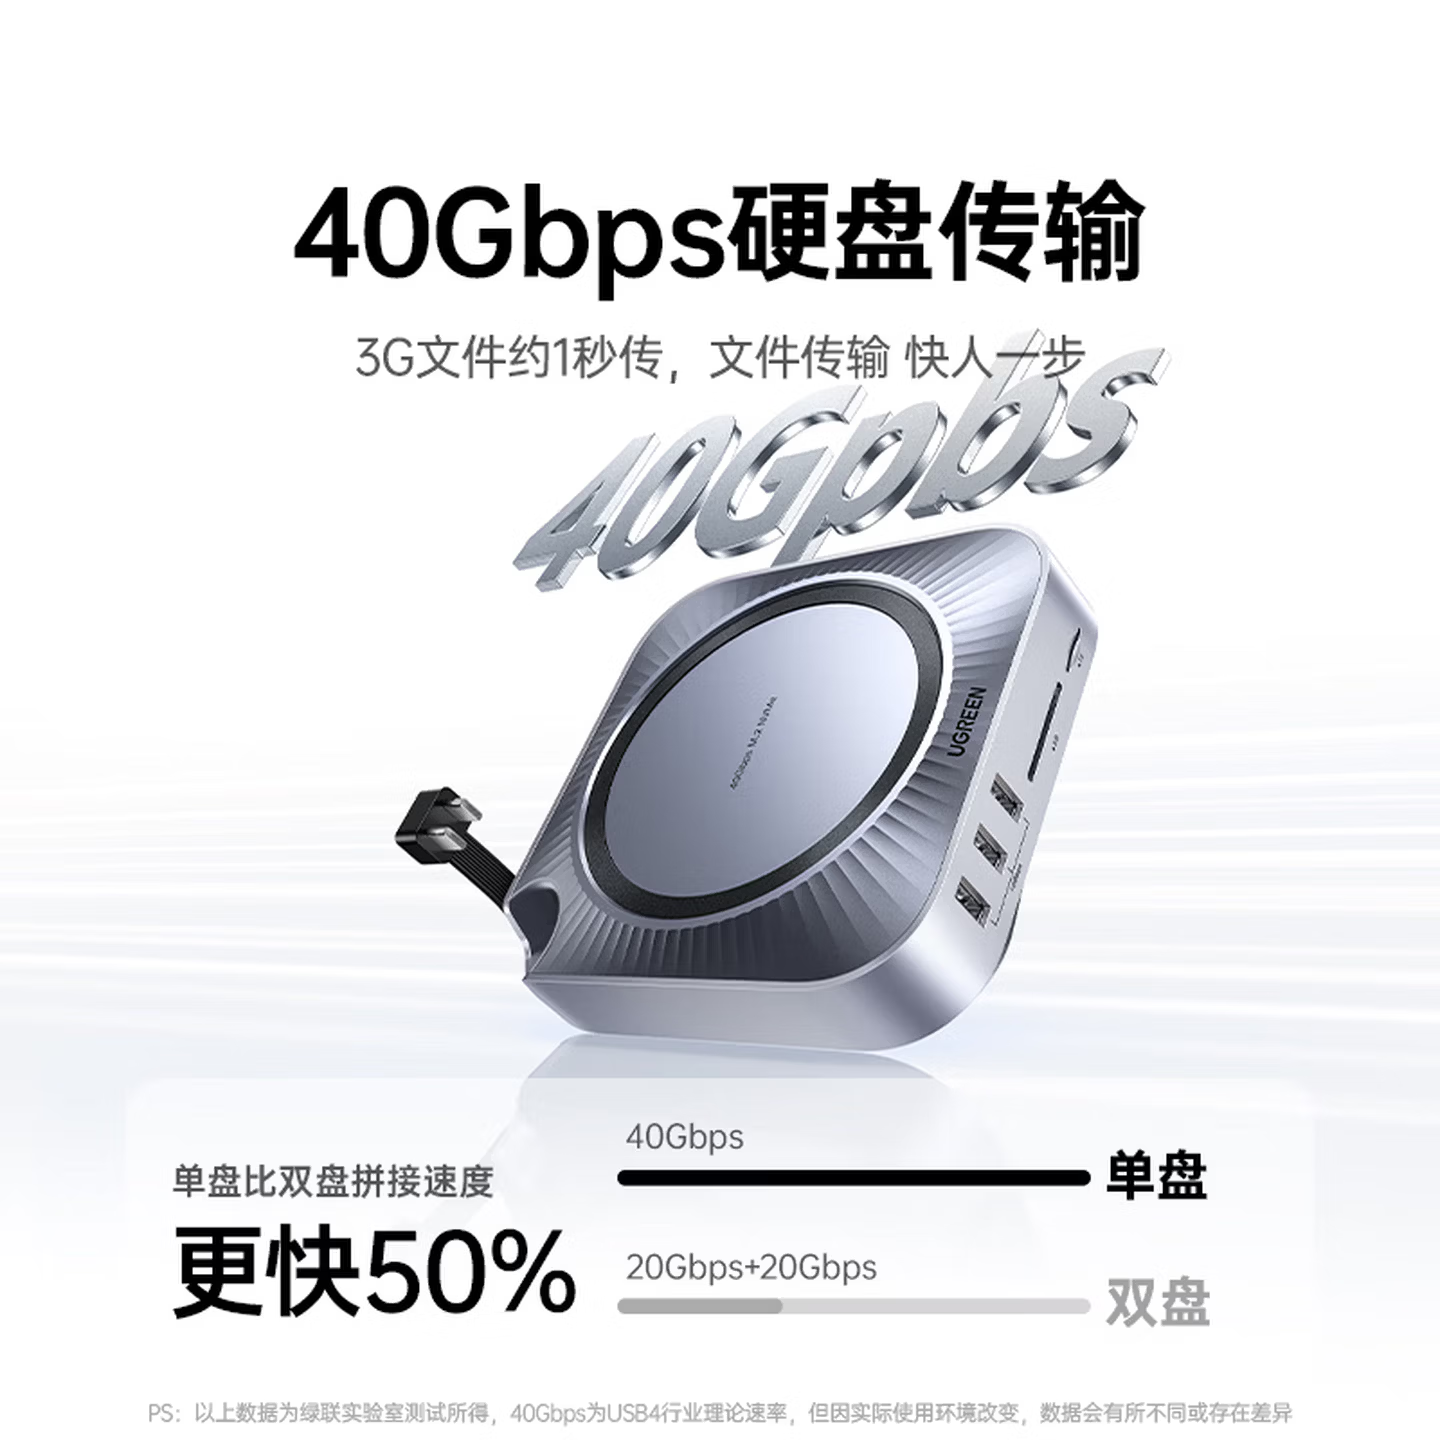 40Gbps硬盘传输
3G文件约1秒传，文件传输 快人一步
40Gpbs
40Gbps M.2 NVMe
UGREEN
单盘比双盘拼接速度
更快50%
40Gbps
单盘
20Gbps+20Gbps
双盘
PS：以上数据为绿联实验室测试所得，40Gbps为USB4行业理论速率，但因实际使用环境改变，数据会有所不同或存在差异